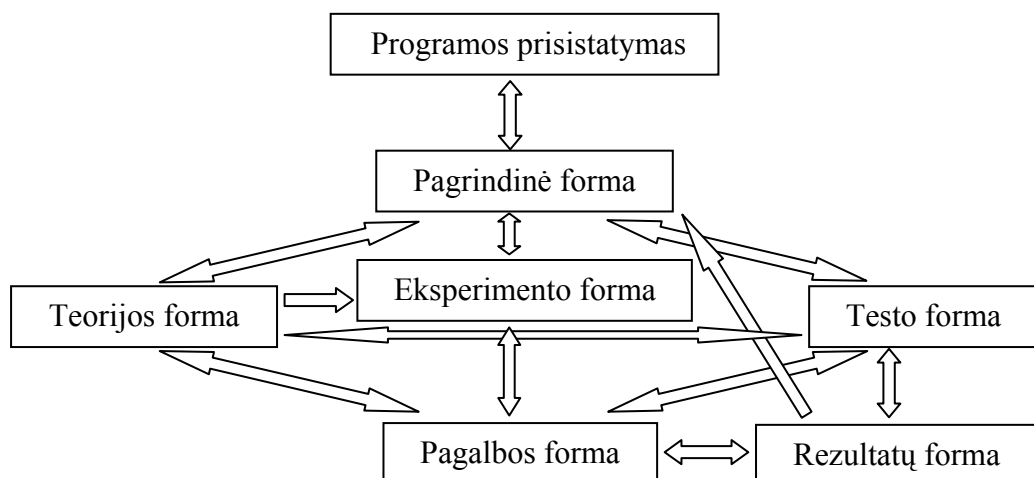 Programos prisistatymas
Pagrindinė forma
Eksperimento forma
Teorijos forma
Testo forma
Pagalbos forma
Rezultatų forma